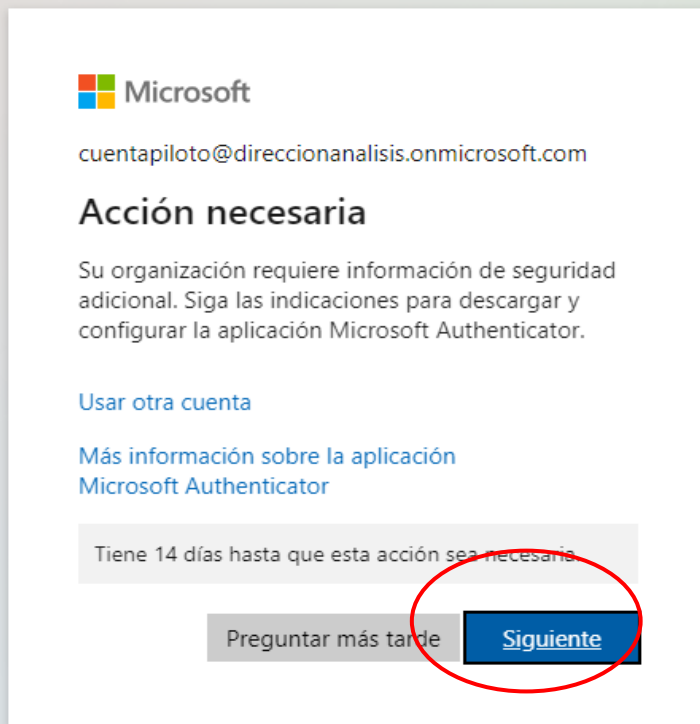 Microsoft
cuentapiloto@direccionanalisis.onmicrosoft.com
Acción necesaria
Su organización requiere información de seguridad
adicional. Siga las indicaciones para descargar y
configurar la aplicación Microsoft Authenticator.
Usar otra cuenta
Más información sobre la aplicación
Microsoft Authenticator
Tiene 14 días hasta que esta acción sea necesaria.
Preguntar más tarde
Siguiente